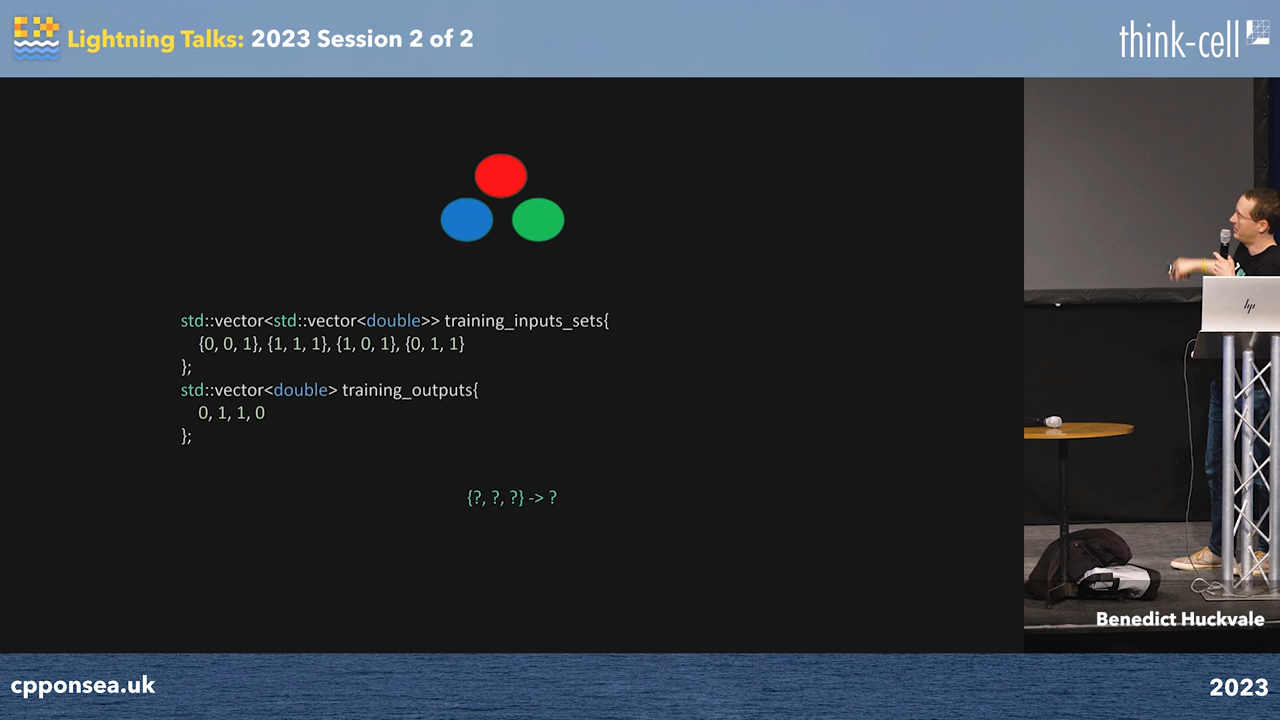 Lightning Talks: 2023 Session 2 of 2
think-cell
std::vector<std::vector<double>> training_inputs_sets{
{0, 0, 1}, {1, 1, 1}, {1, 0, 1}, {0, 1, 1}
};
std::vector<double> training_outputs{
0, 1, 1, 0
};
{?, ?, ?} -> ?
hp
Benedict Huckvale
cpponsea.uk
2023